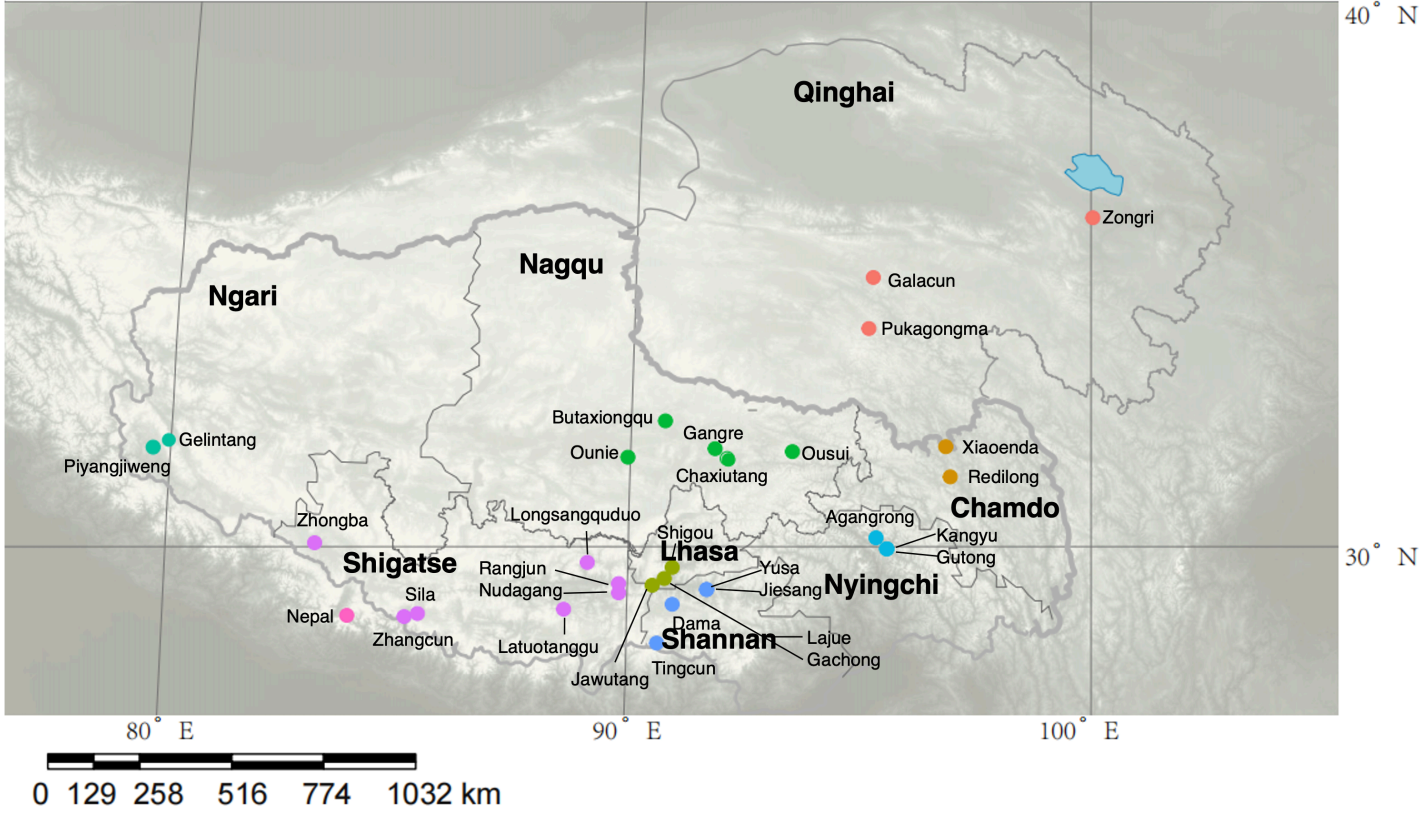 40° N
Qinghai
Zongri
Nagqu
Galacun
Ngari
Pukagongma
Butaxiongqu
Gangre
Gelintang
Ounie
Ousui
Xiaoenda
Piyangjiweng
Chaxiutang
Redilong
Chamdo
Zhongba
Longsangquduo
Agangrong
Shigou
Kangyu
Lhasa
30° N
Gutong
Shigatse
Rangjun
Yusa
Nudagang
Jiesang
Nyingchi
Sila
Nepal
Dama
Zhangcun
Shannan
Lajue
Latuotanggu
Gachong
Tingcun
Jawutang
80° E
90° E
100° E
0 129 258 516 774 1032 km